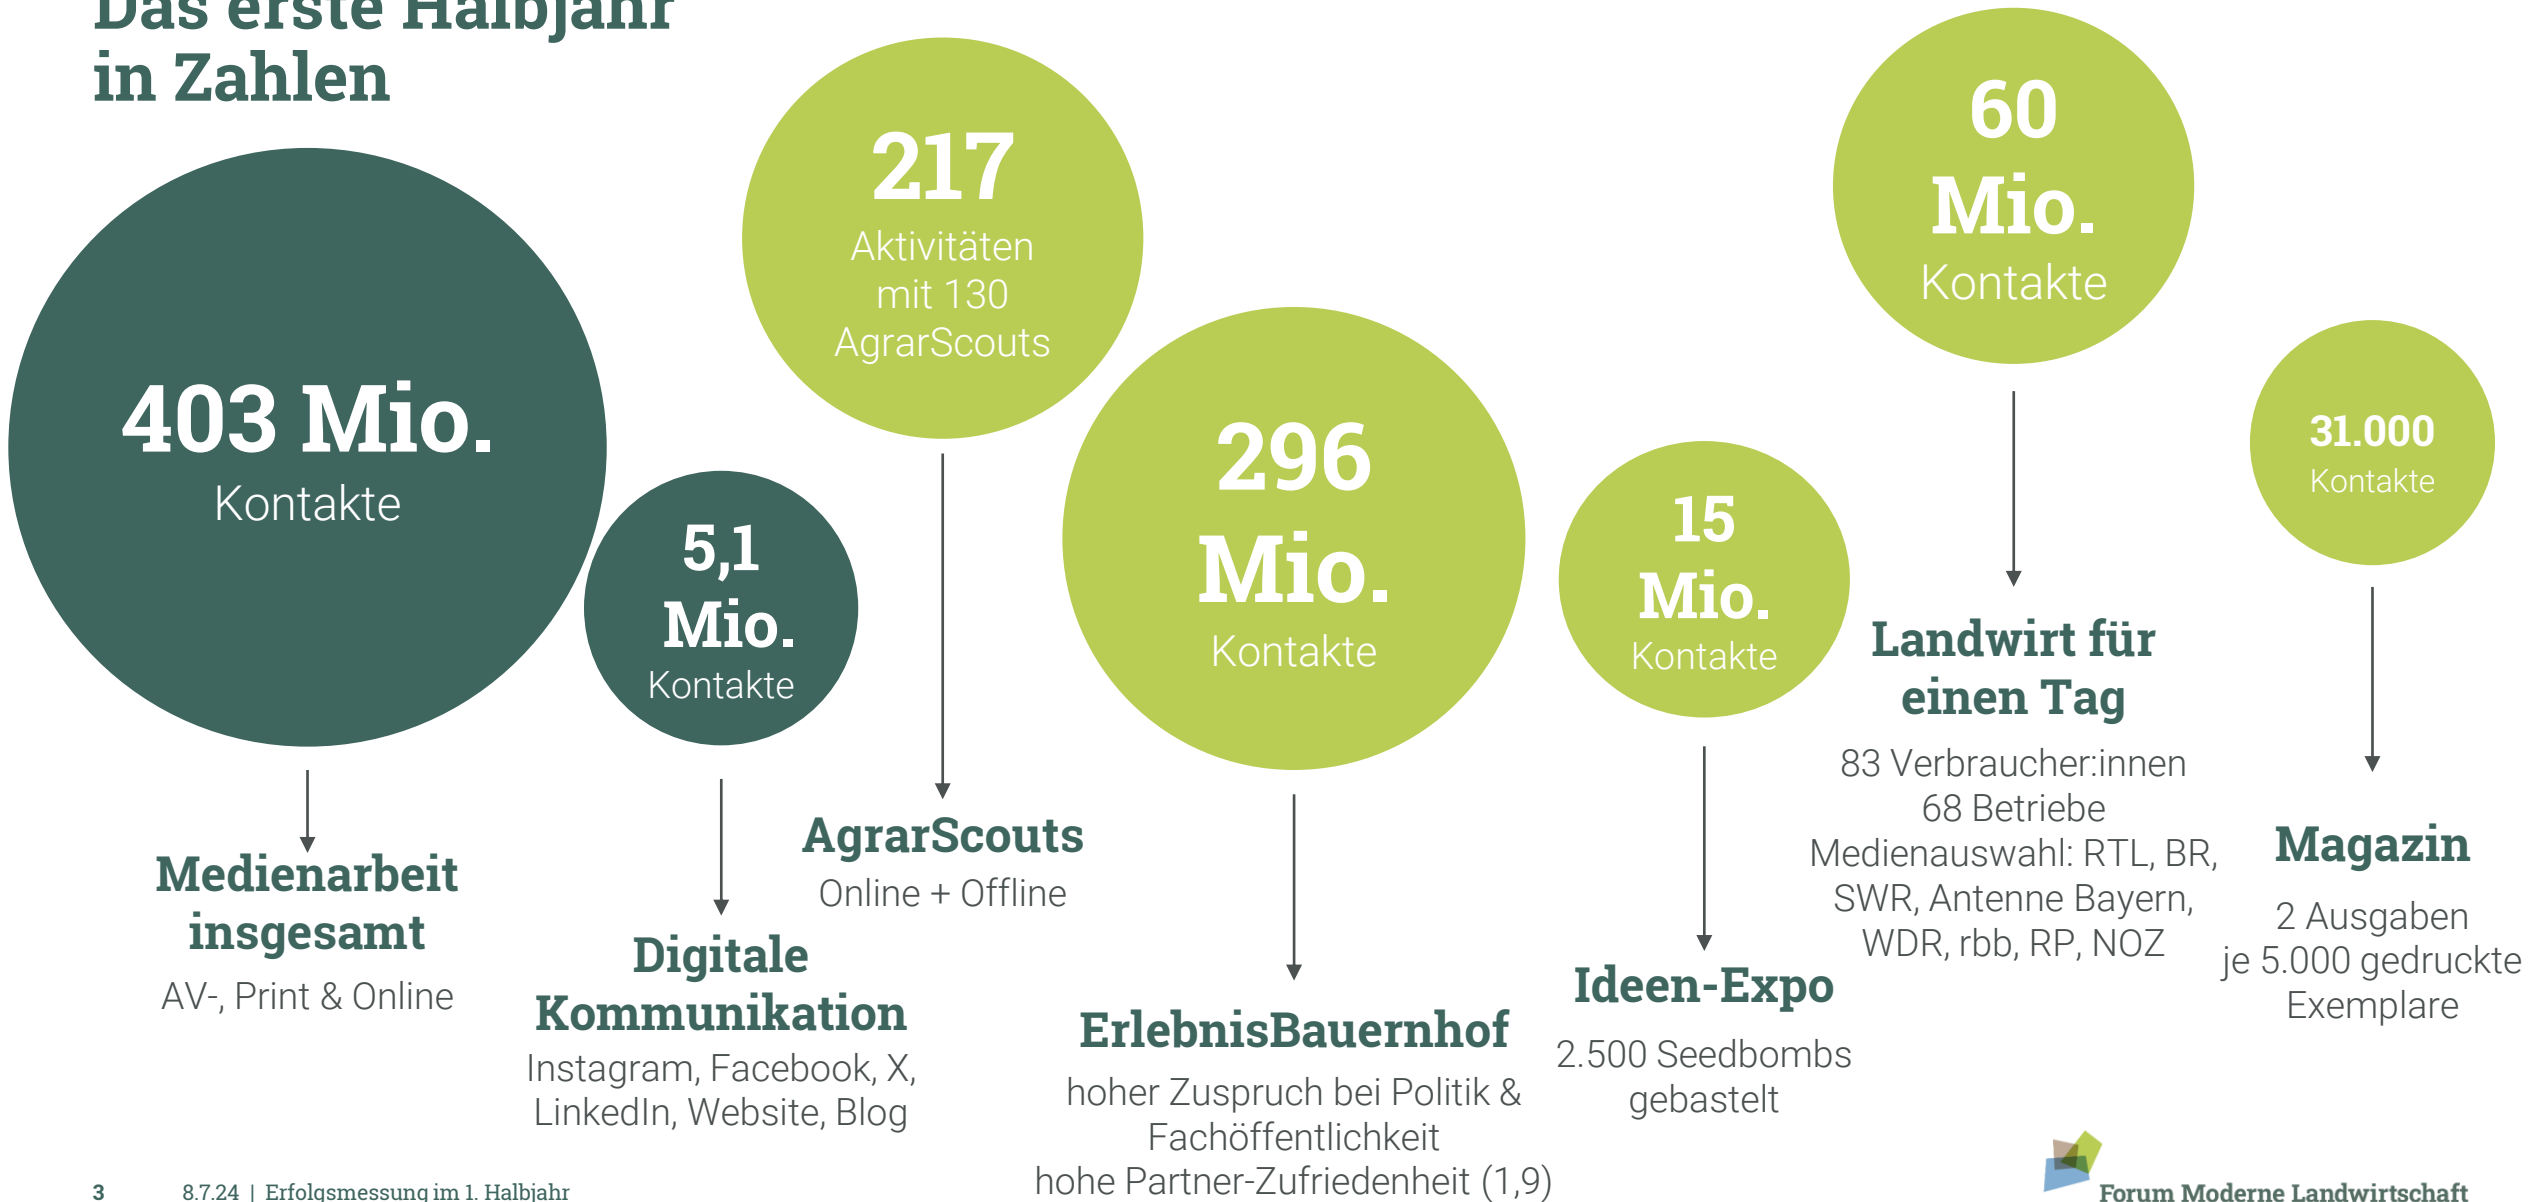 Das erste Halbjahr
in Zahlen
403 Mio.
Kontakte
Medienarbeit
insgesamt
AV-, Print & Online
5,1
Mio.
Kontakte
Digitale
Kommunikation
Instagram, Facebook, X,
LinkedIn, Website, Blog
217
Aktivitäten
mit 130
AgrarScouts
AgrarScouts
Online + Offline
296
Mio.
Kontakte
ErlebnisBauernhof
hoher Zuspruch bei Politik &
Fachöffentlichkeit
hohe Partner-Zufriedenheit (1,9)
15
Mio.
Kontakte
Ideen-Expo
2.500 Seedbombs
gebastelt
60
Mio.
Kontakte
Landwirt für
einen Tag
83 Verbraucher:innen
68 Betriebe
Medienauswahl: RTL, BR,
SWR, Antenne Bayern,
WDR, rbb, RP, NOZ
31.000
Kontakte
Magazin
2 Ausgaben
je 5.000 gedruckte
Exemplare
3 8.7.24 | Erfolgsmessung im 1. Halbjahr
Forum Moderne Landwirtschaft